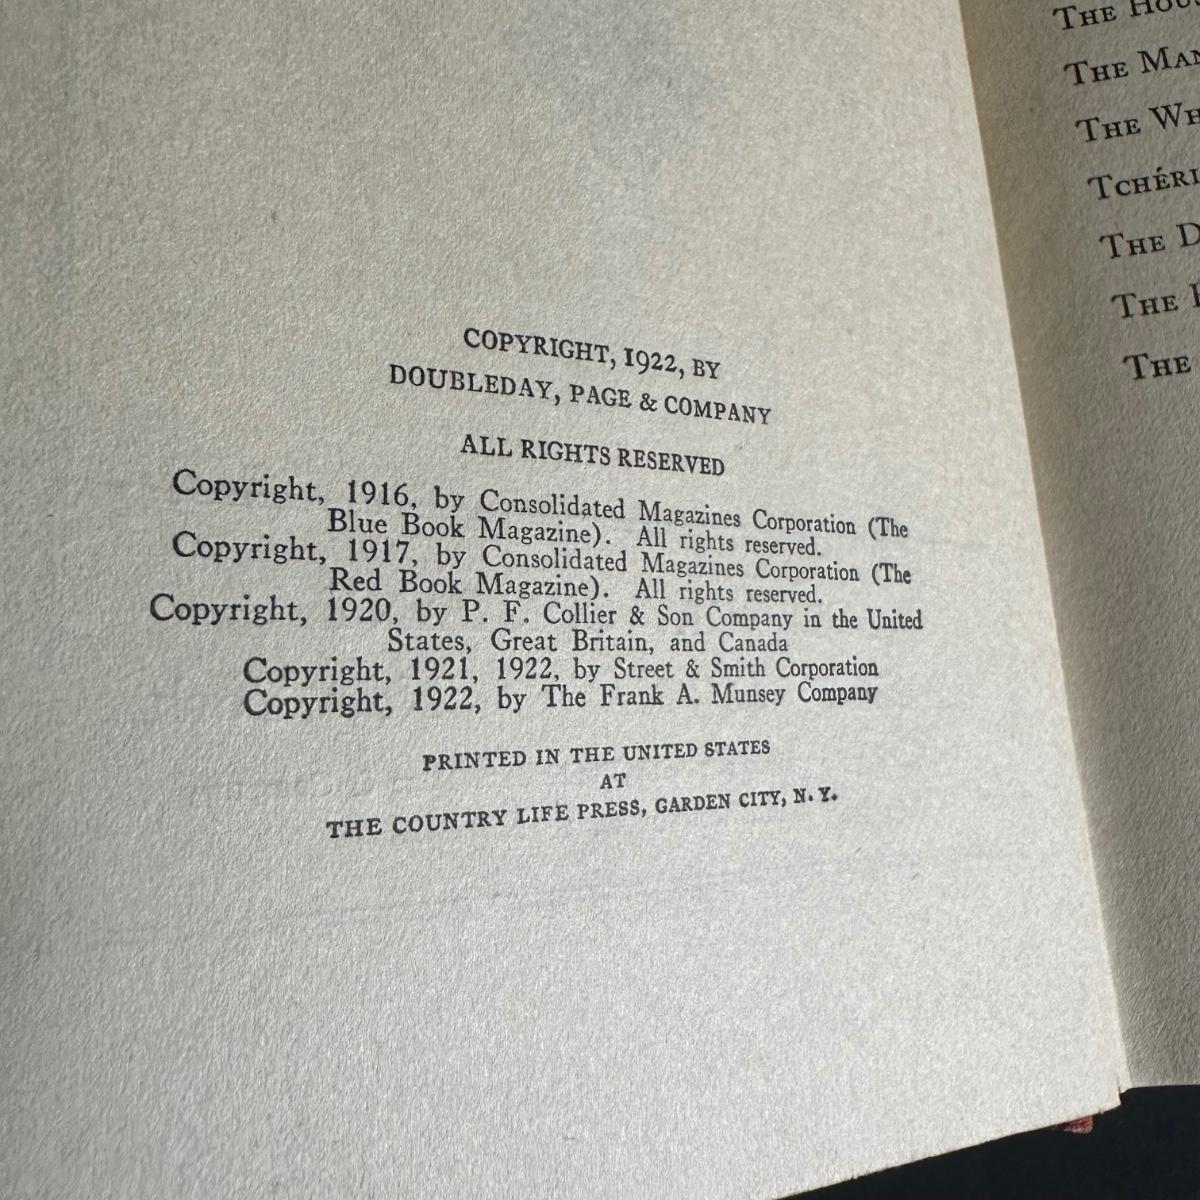 COPYRIGHT, 1922, BY
DOUBLEDAY, PAGE & COMPANY
ALL RIGHTS RESERVED
Copyright, 1916, by Consolidated Magazines Corporation (The
Blue Book Magazine). All rights reserved.
Copyright, 1917, by Consolidated Magazines Corporation (The
Red Book Magazine). All rights reserved.
Copyright, 1920, by P. F. Collier & Son Company in the United
States, Great Britain, and Canada
Copyright, 1921, 1922, by Street & Smith Corporation
Copyright, 1922, by The Frank A. Munsey Company
PRINTED IN THE UNITED STATES
AT
THE COUNTRY LIFE PRESS, GARDEN CITY, N. Y.
THE
THE
THE
THE
THE
THE